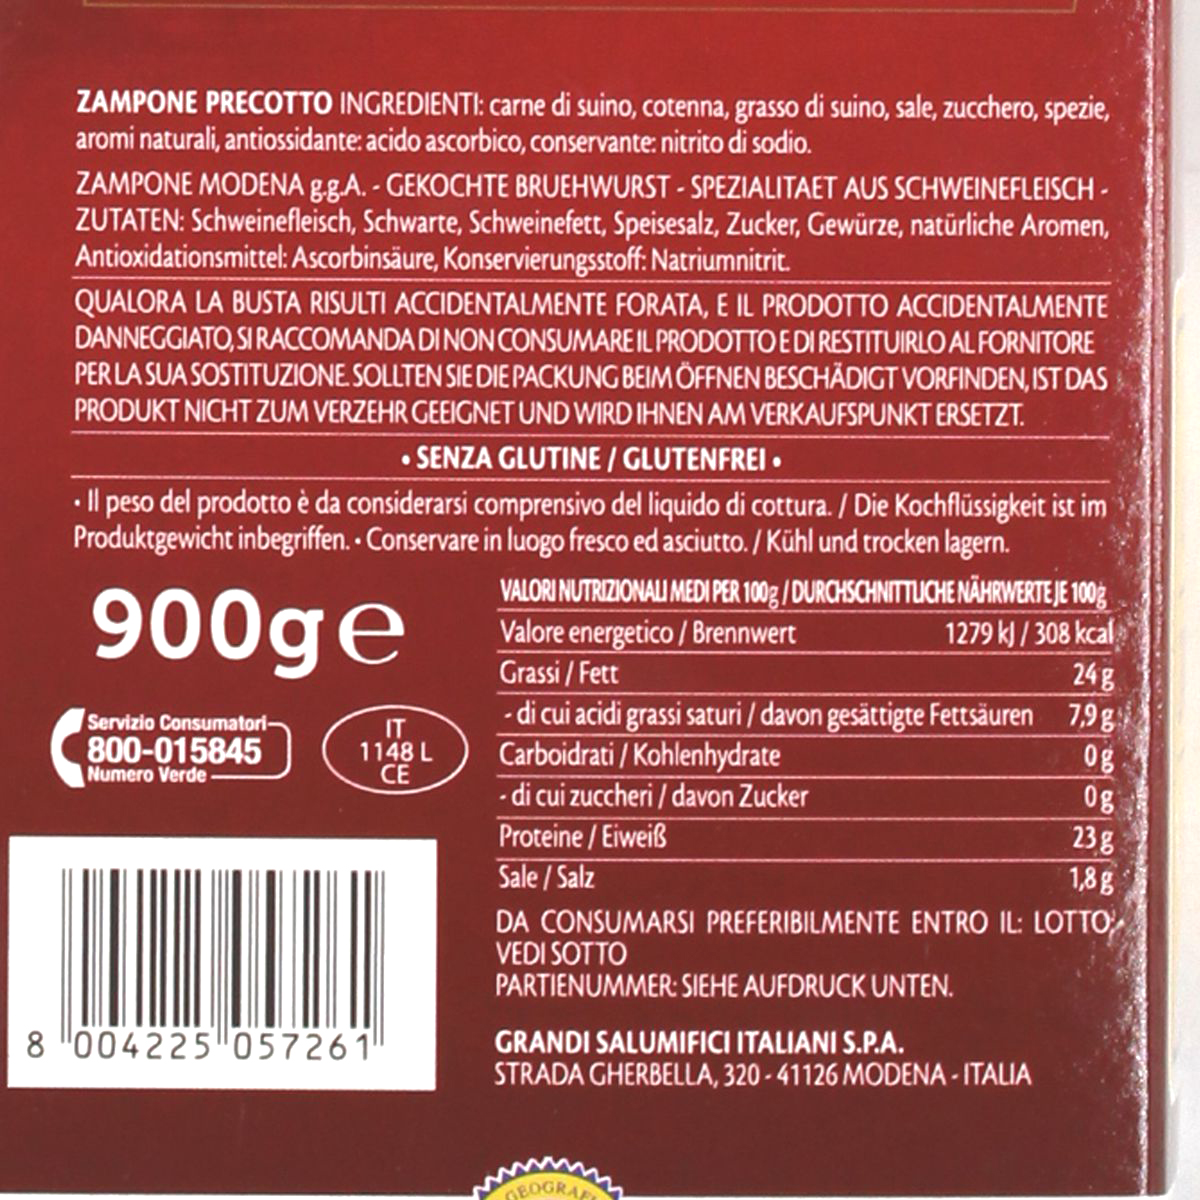 ZAMPONE PRECOTTO INGREDIENTI: carne di suino, cotenna, grasso di suino, sale, zucchero, spezie,
aromi naturali, antiossidante: acido ascorbico, conservante: nitrito di sodio.
ZAMPONE MODENA g.g.A. - GEKOCHTE BRUEHWURST - SPEZIALITAET AUS SCHWEINEFLEISCH -
ZUTATEN: Schweinefleisch, Schwarte, Schweinefett, Speisesalz, Zucker, Gewürze, natürliche Aromen,
Antioxidationsmittel: Ascorbinsäure, Konservierungsstoff: Natriumnitrit.
QUALORA LA BUSTA RISULTI ACCIDENTALMENTE FORATA, E IL PRODOTTO ACCIDENTALMENTE
DANNEGGIATO, SI RACCOMANDA DI NON CONSUMARE IL PRODOTTO E DI RESTITUIRLO AL FORNITORE
PER LA SUA SOSTITUZIONE. SOLLTEN SIE DIE PACKUNG BEIM ÖFFNEN BESCHÄDIGT VORFINDEN, IST DAS
PRODUKT NICHT ZUM VERZEHR GEEIGNET UND WIRD IHNEN AM VERKAUFSPUNKT ERSETZT.
• SENZA GLUTINE / GLUTENFREI •
• Il peso del prodotto è da considerarsi comprensivo del liquido di cottura. / Die Kochflüssigkeit ist im
Produktgewicht inbegriffen. • Conservare in luogo fresco ed asciutto. / Kühl und trocken lagern.
900g e
Servizio Consumatori
800-015845
Numero Verde
IT
1148 L
CE
8 004225 057261
VALORI NUTRIZIONALI MEDI PER 100g / DURCHSCHNITTLICHE NÄHRWERTE JE 100g
Valore energetico / Brennwert 1279 kJ / 308 kcal
Grassi / Fett 24 g
- di cui acidi grassi saturi / davon gesättigte Fettsäuren 7,9 g
Carboidrati / Kohlenhydrate 0 g
- di cui zuccheri / davon Zucker 0 g
Proteine / Eiweiß 23 g
Sale / Salz 1,8 g
DA CONSUMARSI PREFERIBILMENTE ENTRO IL: LOTTO:
VEDI SOTTO
PARTIENUMMER: SIEHE AUFDRUCK UNTEN.
GRANDI SALUMIFICI ITALIANI S.P.A.
STRADA GHERBELLA, 320 - 41126 MODENA - ITALIA